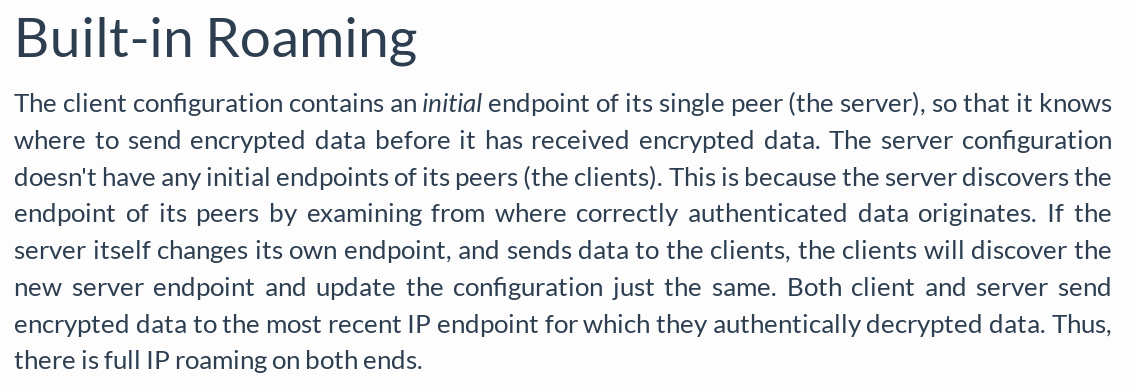 Built-in Roaming
The client configuration contains an initial endpoint of its single peer (the server), so that it knows
where to send encrypted data before it has received encrypted data. The server configuration
doesn't have any initial endpoints of its peers (the clients). This is because the server discovers the
endpoint of its peers by examining from where correctly authenticated data originates. If the
server itself changes its own endpoint, and sends data to the clients, the clients will discover the
new server endpoint and update the configuration just the same. Both client and server send
encrypted data to the most recent IP endpoint for which they authentically decrypted data. Thus,
there is full IP roaming on both ends.